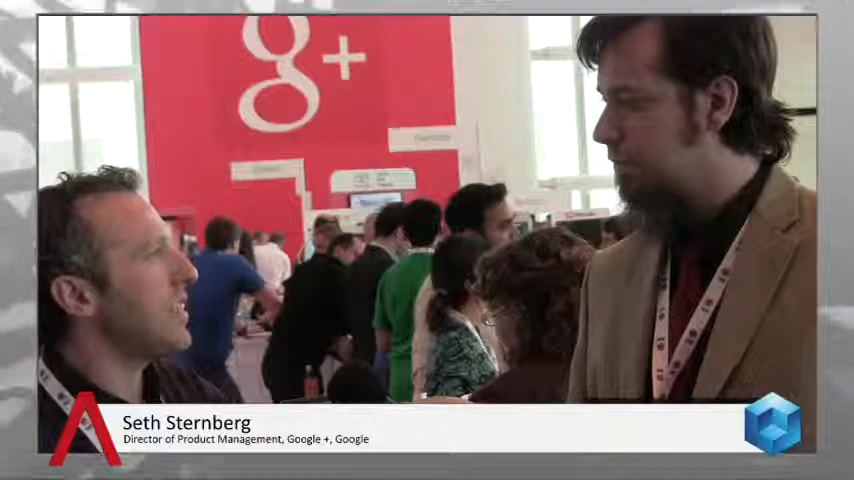 g+
Seth Sternberg
Director of Product Management, Google +, Google